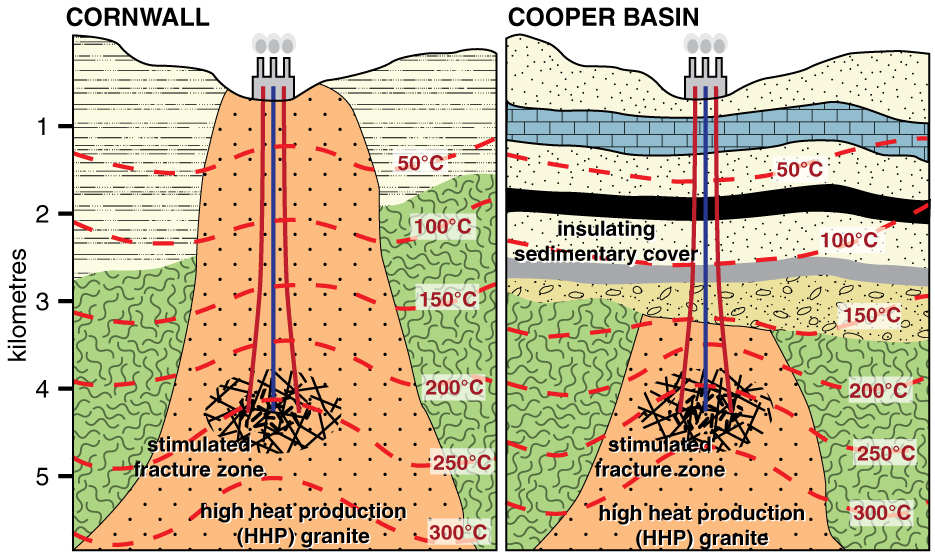 CORNWALL
COOPER BASIN
kilometres
1
2
3
4
5
50°C
100°C
150°C
200°C
250°C
300°C
stimulated
fracture zone
high heat production
(HHP) granite
50°C
insulating
sedimentary cover
100°C
150°C
200°C
250°C
300°C
stimulated
fracture zone
high heat production
(HHP) granite